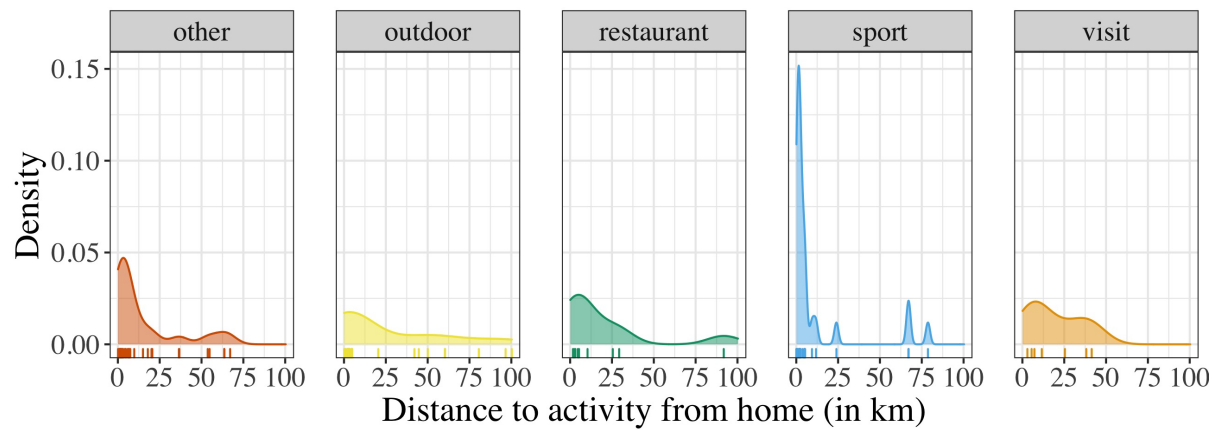 other outdoor restaurant sport visit
Density
0.15
0.10
0.05
0.00
0 25 50 75 100 0 25 50 75 100 0 25 50 75 100 0 25 50 75 100 0 25 50 75 100
Distance to activity from home (in km)